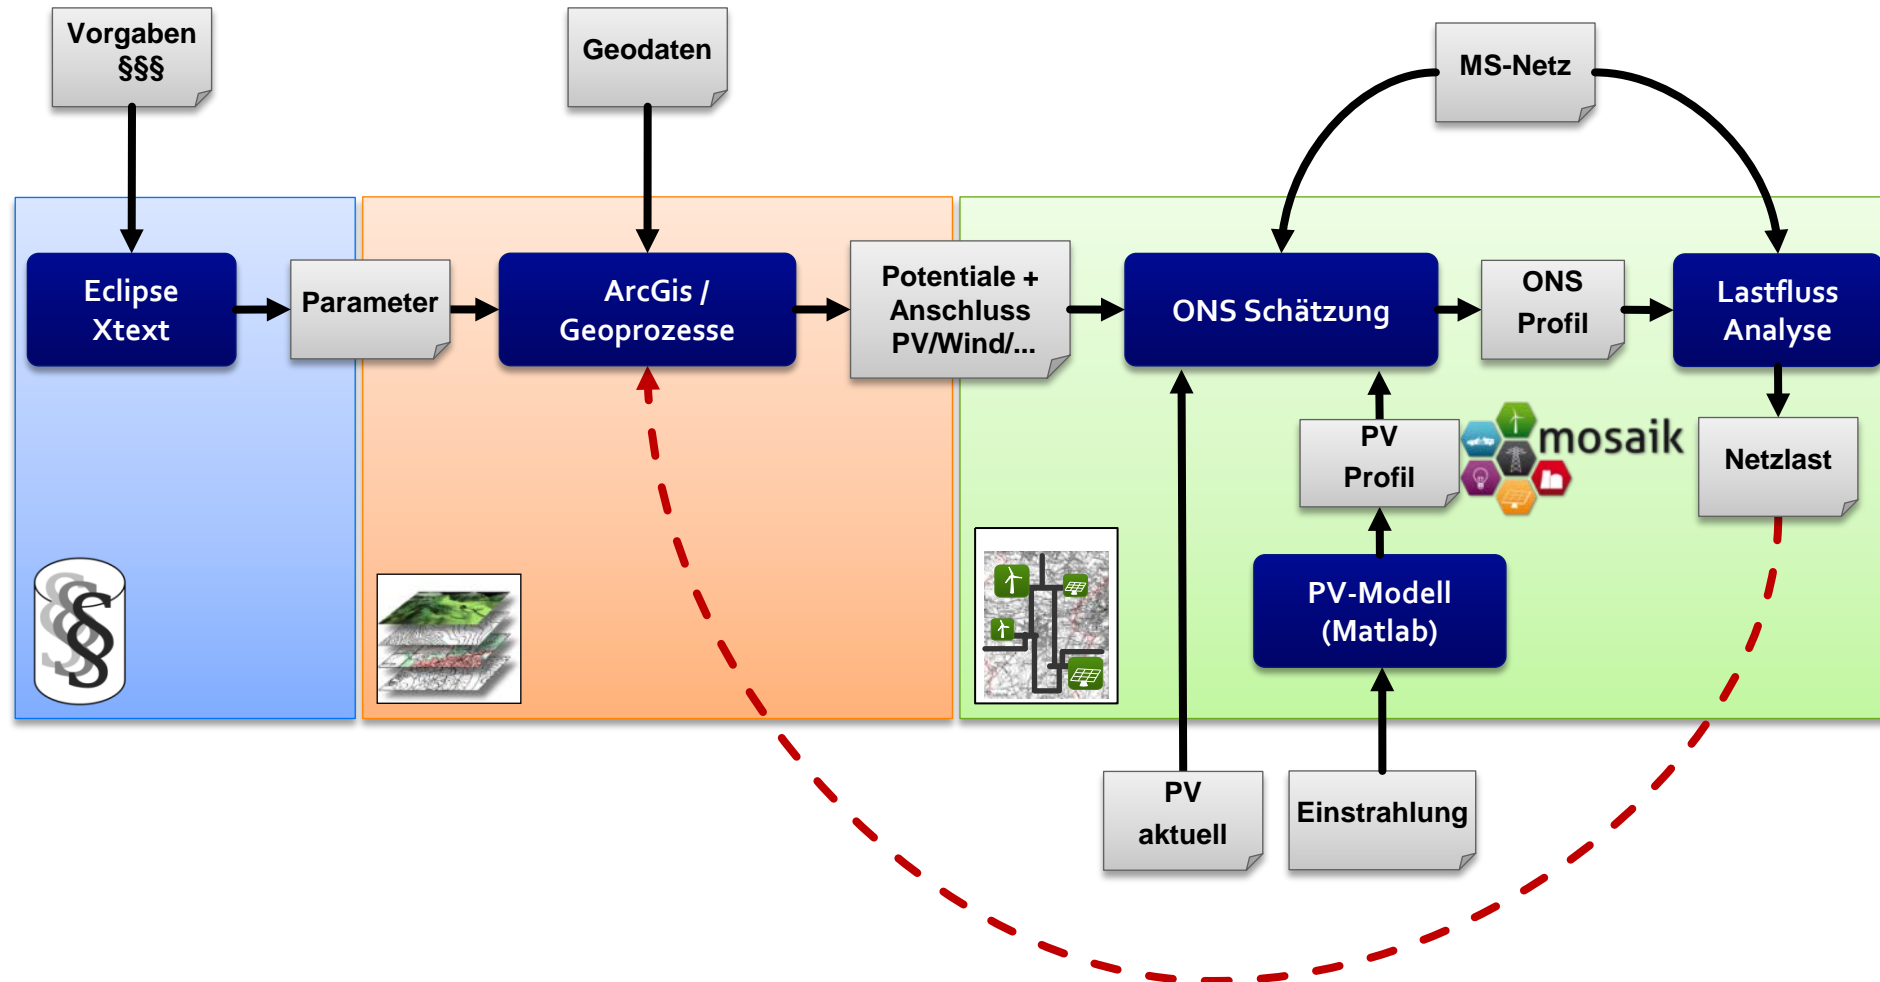 Vorgaben
§§§
Geodaten
MS-Netz
Eclipse
Xtext
Parameter
ArcGis /
Geoprozesse
Potentiale +
Anschluss
PV/Wind/...
ONS Schätzung
ONS
Profil
Lastfluss
Analyse
PV
Profil
mosaik
Netzlast
PV-Modell
(Matlab)
PV
aktuell
Einstrahlung